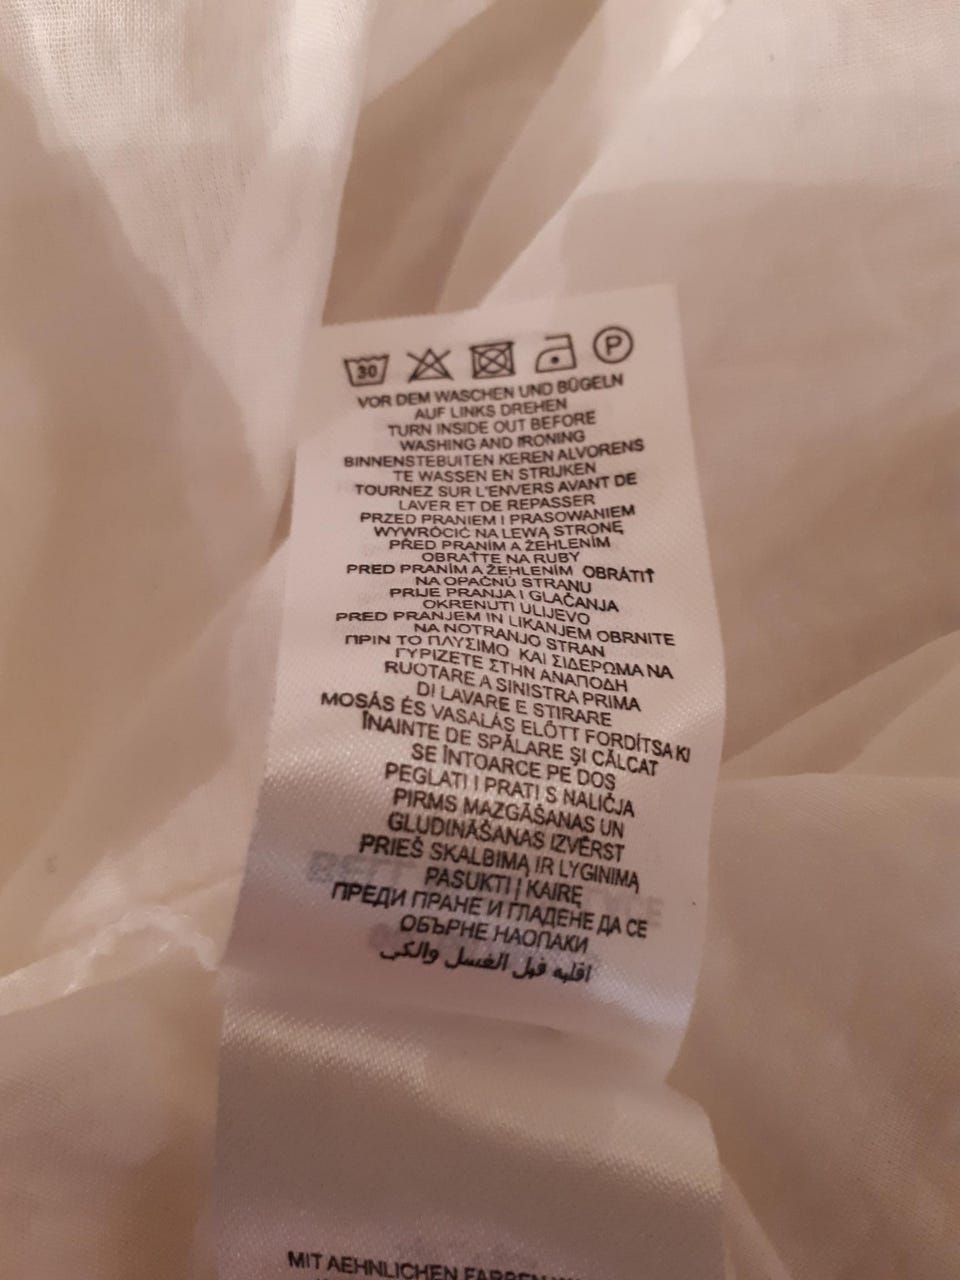 30 P
VOR DEM WASCHEN UND BÜGELN
AUF LINKS DREHEN
TURN INSIDE OUT BEFORE
WASHING AND IRONING
BINNENSTEBUITEN KEREN ALVORENS
TE WASSEN EN STRIJKEN
TOURNEZ SUR L'ENVERS AVANT DE
LAVER ET DE REPASSER
PRZED PRANIEM I PRASOWANIEM
WYWRÓCIĆ NA LEWĄ STRONĘ
PŘED PRANÍM A ŽEHLENÍM
OBRAŤTE NA RUBY
PRED PRANÍM A ŽEHLENÍM OBRÁTIŤ
NA OPAČNÚ STRANU
PRIJE PRANJA I GLAČANJA
OKRENUTI ULIJEVO
PRED PRANJEM IN LIKANJEM OBRNITE
NA NOTRANJO STRAN
ΠΡΙΝ ΤΟ ΠΛΥΣΙΜΟ ΚΑΙ ΣΙΔΕΡΩΜΑ ΝΑ
ΓΥΡΙΖΕΤΕ ΣΤΗΝ ΑΝΑΠΟΔΗ
RUOTARE A SINISTRA PRIMA
DI LAVARE E STIRARE
MOSÁS ÉS VASALÁS ELŐTT FORDÍTSA KI
ÎNAINTE DE SPĂLARE ȘI CĂLCAT
SE ÎNTOARCE PE DOS
PEGLATI I PRATI S NALIČJA
PIRMS MAZGĀŠANAS UN
GLUDINĀŠANAS IZVĒRST
PRIEŠ SKALBIMĄ IR LYGINIMĄ
PASUKTI Į KAIRĘ
ПРЕДИ ПРАНЕ И ГЛАДЕНЕ ДА СЕ
ОБЪРНЕ НАОПАКИ
اقلبه قبل الغسل والكي
MIT AEHNLICHEN FARBEN